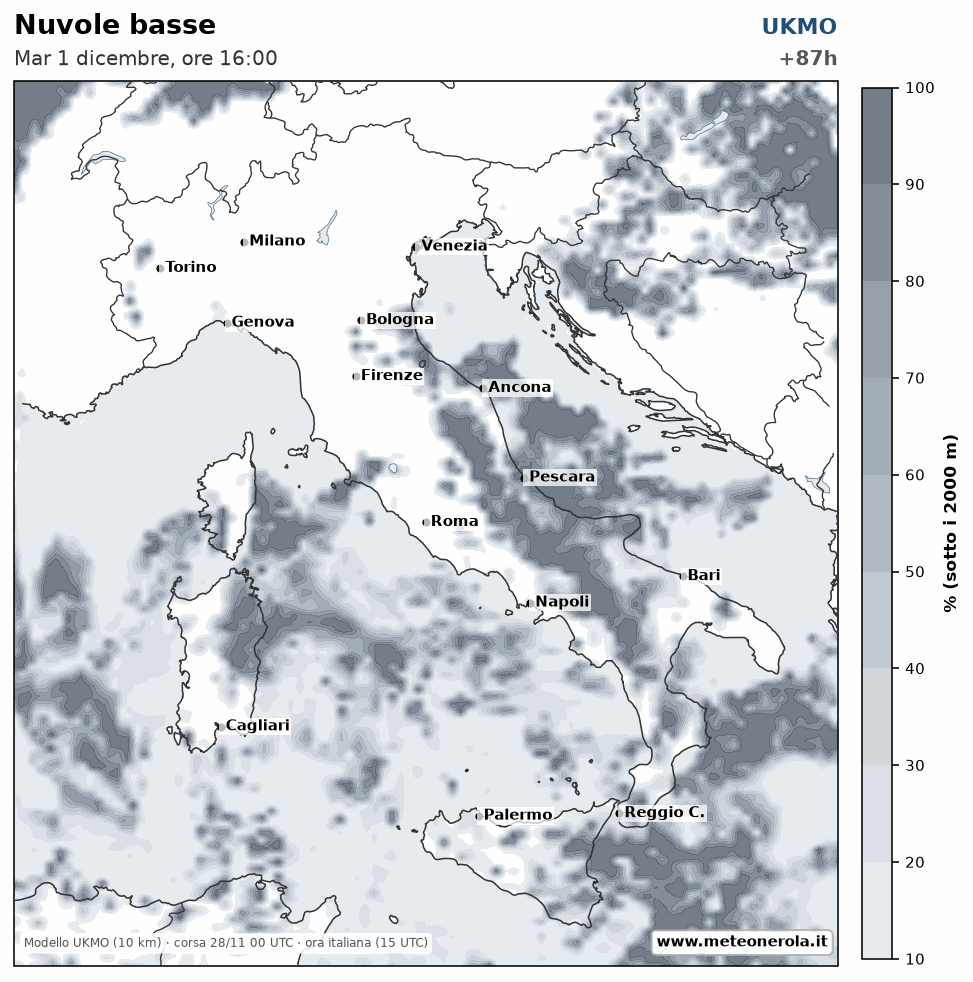 Nuvole basse
UKMO
Mar 1 dicembre, ore 16:00
+87h
100
90
80
70
60
50
40
30
20
10
% (sotto i 2000 m)
Milano
Venezia
Torino
Genova
Bologna
Firenze
Ancona
Pescara
Roma
Bari
Napoli
Cagliari
Palermo
Reggio C.
Modello UKMO (10 km) · corsa 28/11 00 UTC · ora italiana (15 UTC)
www.meteonerola.it